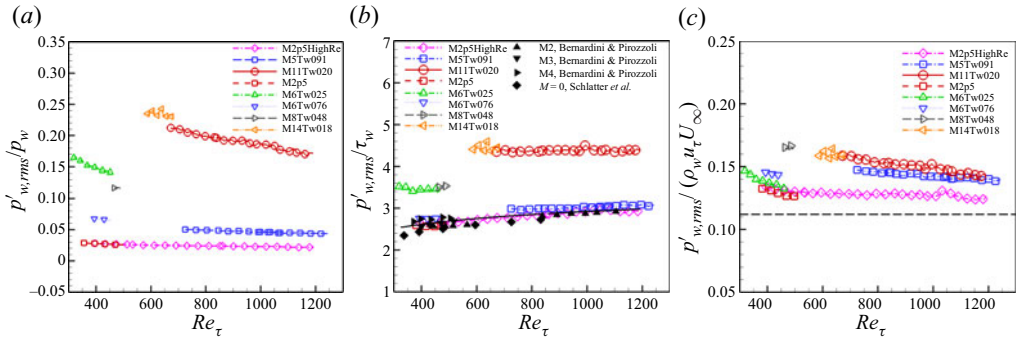 (a)
0.35
0.30
0.25
0.20
0.15
0.10
0.05
0
−0.05
p′w,rms/pw
400 600 800 1000 1200
Reτ
M2p5HighRe
M5Tw091
M11Tw020
M2p5
M6Tw025
M6Tw076
M8Tw048
M14Tw018
(b)
7
6
5
4
3
2
1
0
p′w,rms/τw
400 600 800 1000 1200
Reτ
M2p5HighRe
M5Tw091
M11Tw020
M2p5
M6Tw025
M6Tw076
M8Tw048
M14Tw018
M2, Bernardini & Pirozzoli
M3, Bernardini & Pirozzoli
M4, Bernardini & Pirozzoli
M = 0, Schlatter et al.
(c)
0.25
0.20
0.15
0.10
0.05
p′w,rms/(ρwuτU∞)
400 600 800 1000 1200
Reτ
M2p5HighRe
M5Tw091
M11Tw020
M2p5
M6Tw025
M6Tw076
M8Tw048
M14Tw018